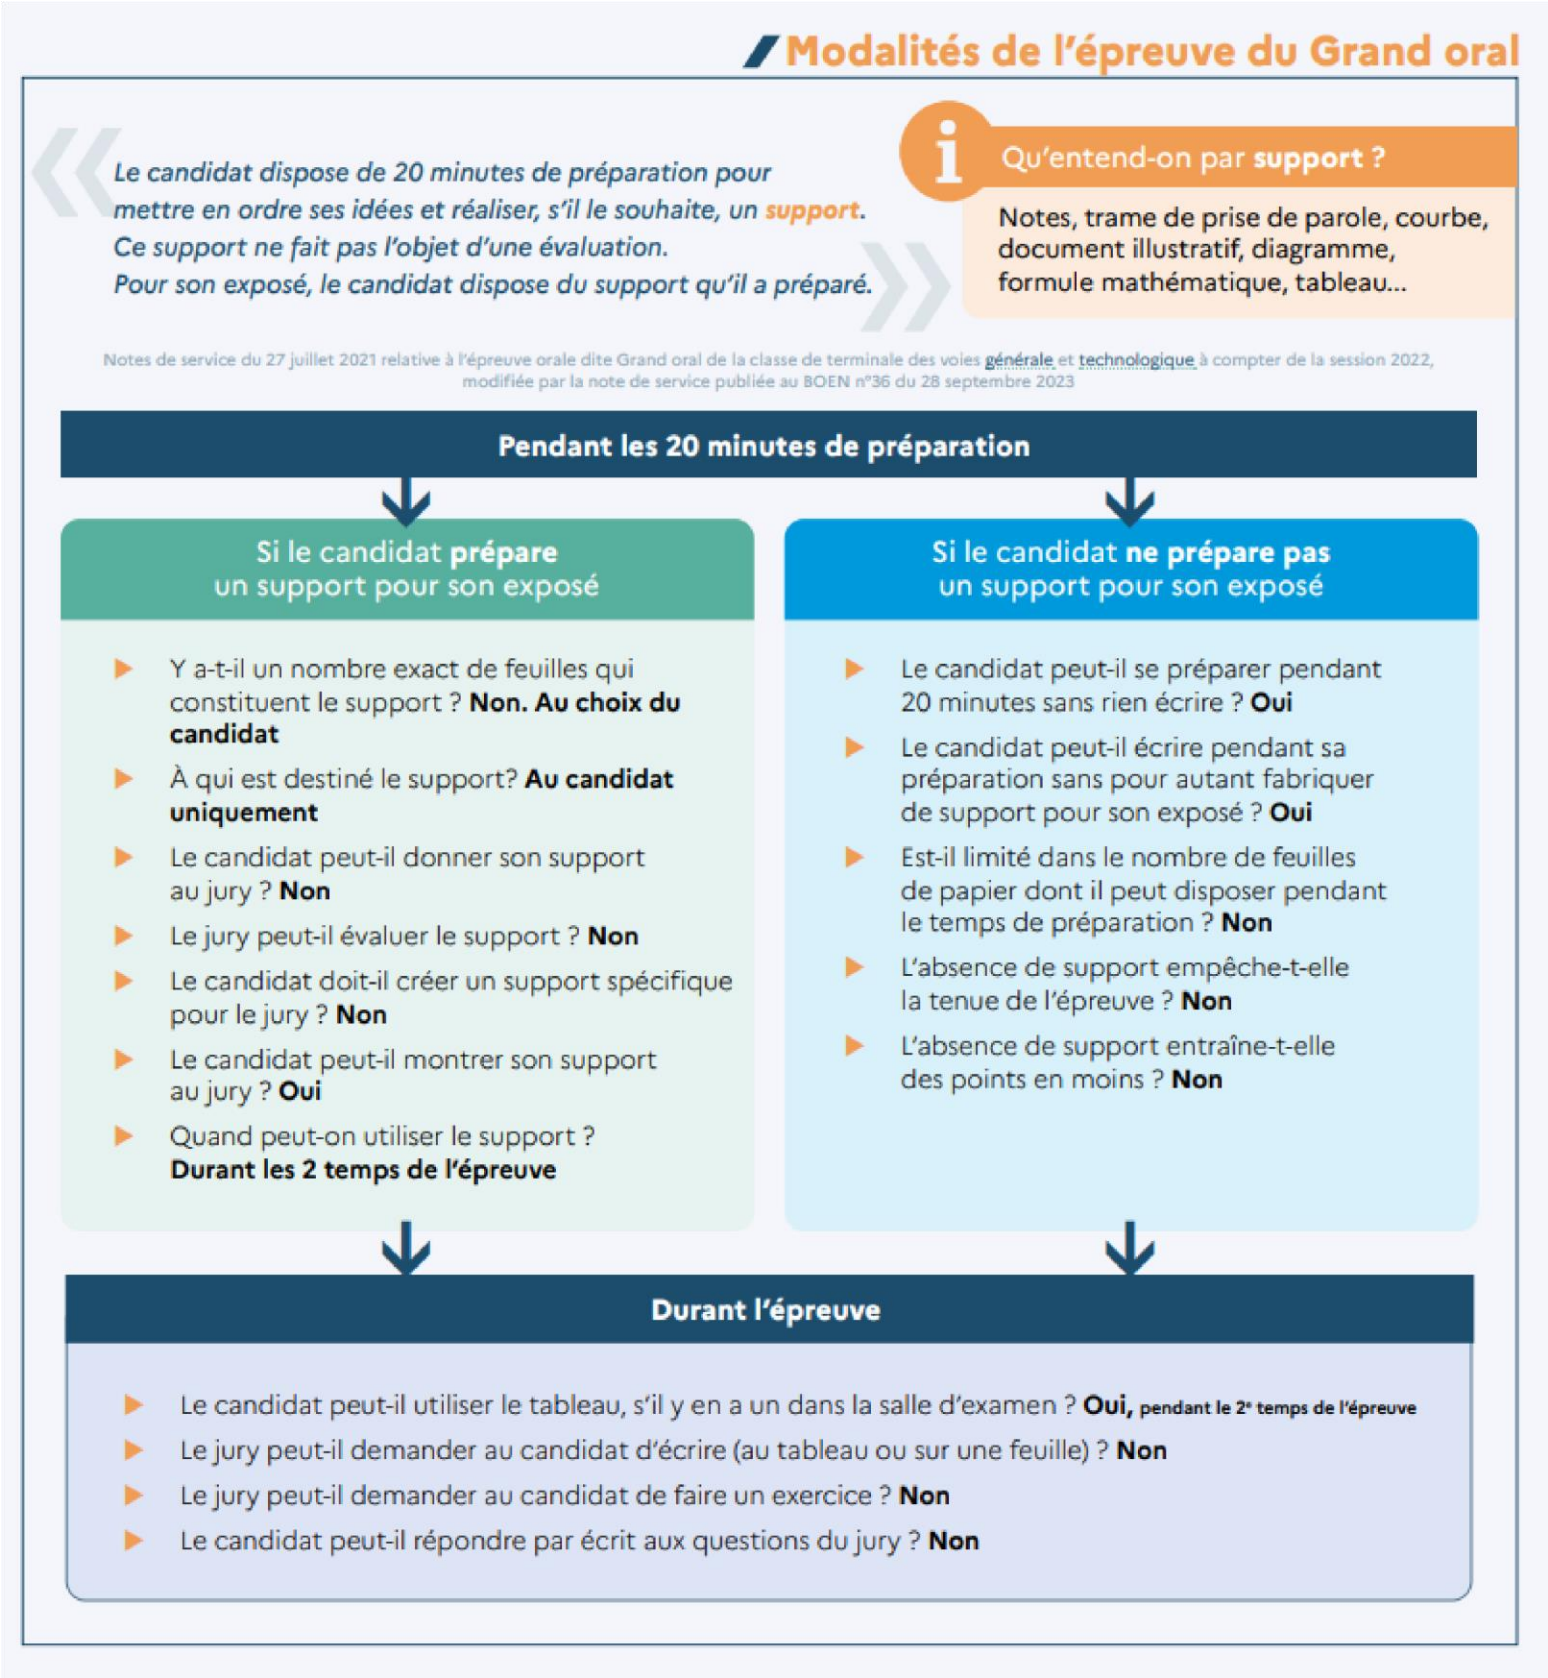 Modalités de l'épreuve du Grand oral
Le candidat dispose de 20 minutes de préparation pour
mettre en ordre ses idées et réaliser, s'il le souhaite, un support.
Ce support ne fait pas l'objet d'une évaluation.
Pour son exposé, le candidat dispose du support qu'il a préparé.
i
Qu'entend-on par support ?
Notes, trame de prise de parole, courbe,
document illustratif, diagramme,
formule mathématique, tableau...
Notes de service du 27 juillet 2021 relative à l'épreuve orale dite Grand oral de la classe de terminale des voies générale et technologique à compter de la session 2022,
modifiée par la note de service publiée au BOEN n°36 du 28 septembre 2023
Pendant les 20 minutes de préparation
Si le candidat prépare
un support pour son exposé
Y a-t-il un nombre exact de feuilles qui
constituent le support ? Non. Au choix du
candidat
À qui est destiné le support? Au candidat
uniquement
Le candidat peut-il donner son support
au jury ? Non
Le jury peut-il évaluer le support ? Non
Le candidat doit-il créer un support spécifique
pour le jury ? Non
Le candidat peut-il montrer son support
au jury ? Oui
Quand peut-on utiliser le support ?
Durant les 2 temps de l'épreuve
Si le candidat ne prépare pas
un support pour son exposé
Le candidat peut-il se préparer pendant
20 minutes sans rien écrire ? Oui
Le candidat peut-il écrire pendant sa
préparation sans pour autant fabriquer
de support pour son exposé ? Oui
Est-il limité dans le nombre de feuilles
de papier dont il peut disposer pendant
le temps de préparation ? Non
L'absence de support empêche-t-elle
la tenue de l'épreuve ? Non
L'absence de support entraîne-t-elle
des points en moins ? Non
Durant l'épreuve
Le candidat peut-il utiliser le tableau, s'il y en a un dans la salle d'examen ? Oui, pendant le 2e temps de l'épreuve
Le jury peut-il demander au candidat d'écrire (au tableau ou sur une feuille) ? Non
Le jury peut-il demander au candidat de faire un exercice ? Non
Le candidat peut-il répondre par écrit aux questions du jury ? Non